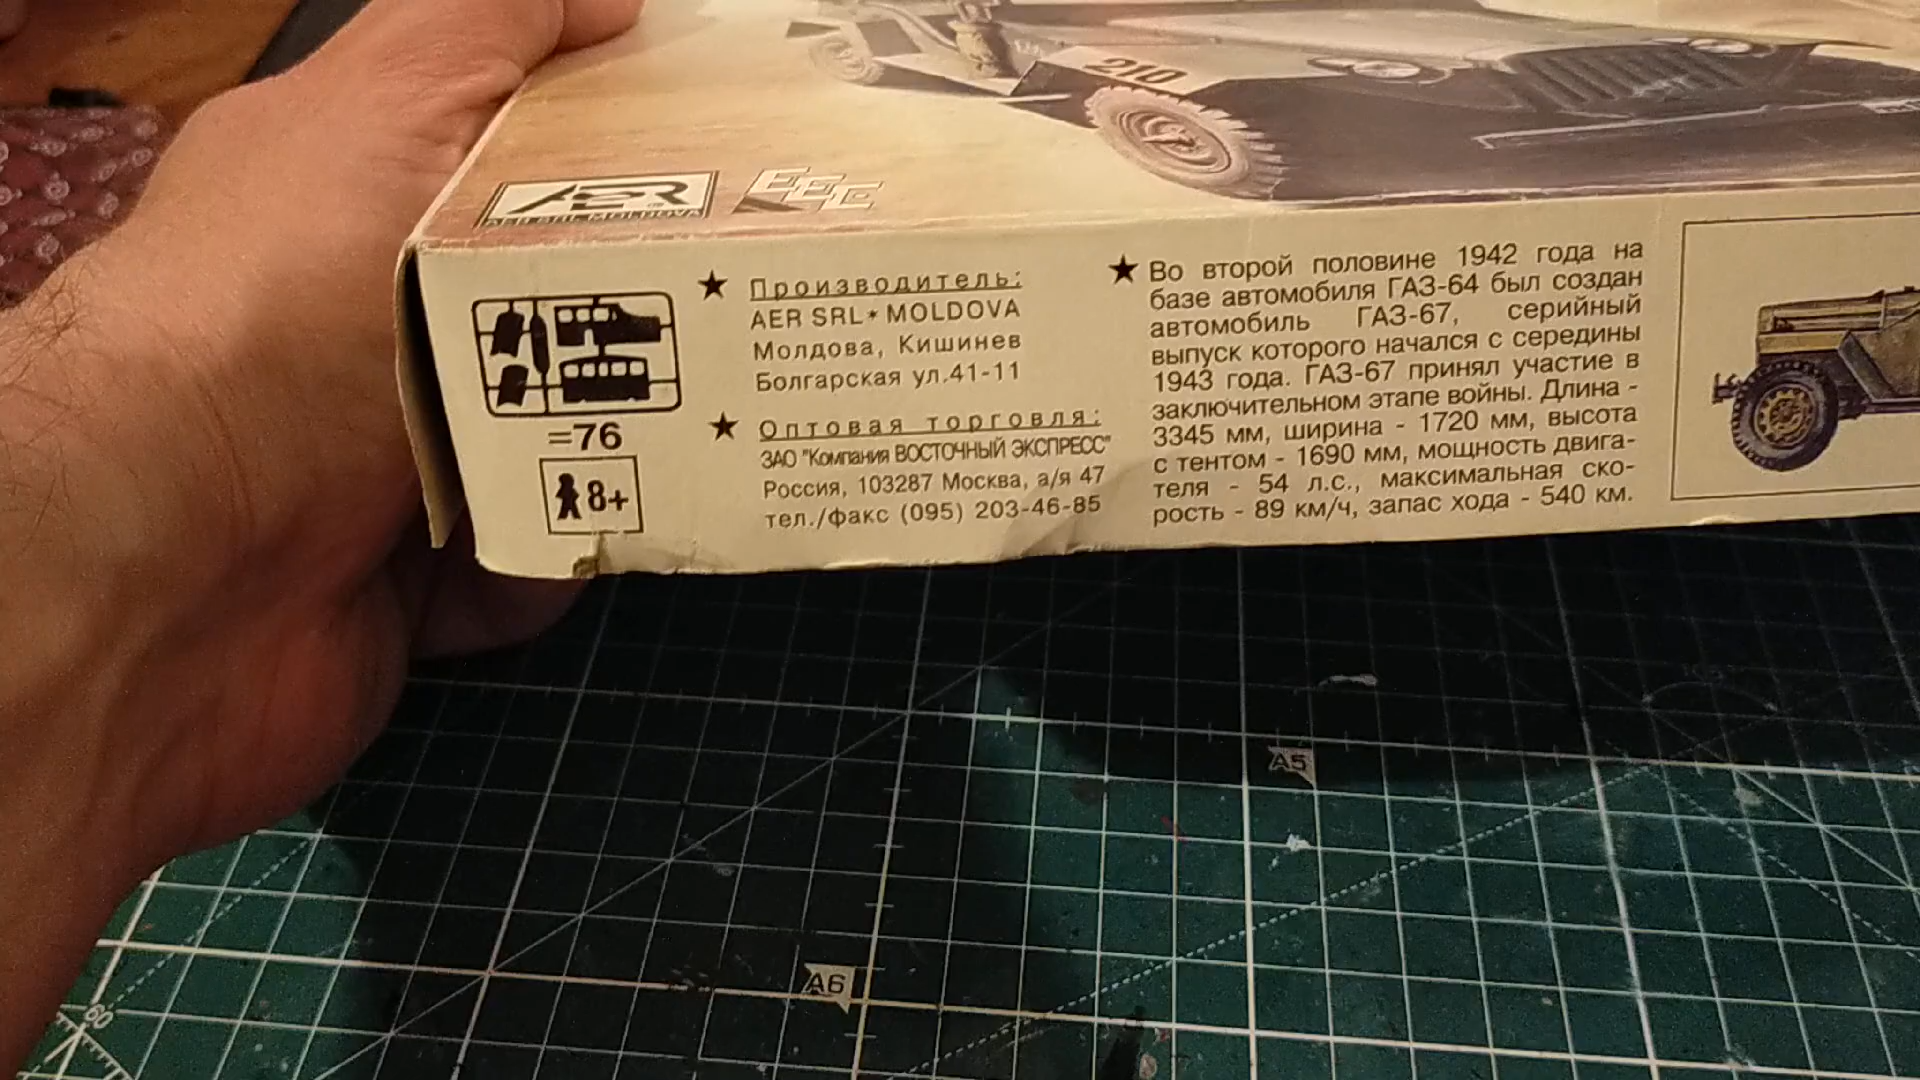 210
AER
AER SRL MOLDOVA
EEE
=76
8+
★ Производитель:
AER SRL★MOLDOVA
Молдова, Кишинев
Болгарская ул.41-11
★ Оптовая торговля:
ЗАО "Компания ВОСТОЧНЫЙ ЭКСПРЕСС"
Россия, 103287 Москва, а/я 47
тел./факс (095) 203-46-85
★ Во второй половине 1942 года на
базе автомобиля ГАЗ-64 был создан
автомобиль ГАЗ-67, серийный
выпуск которого начался с середины
1943 года. ГАЗ-67 принял участие в
заключительном этапе войны. Длина -
3345 мм, ширина - 1720 мм, высота
с тентом - 1690 мм, мощность двига-
теля - 54 л.с., максимальная ско-
рость - 89 км/ч, запас хода - 540 км.
A5
A6
60